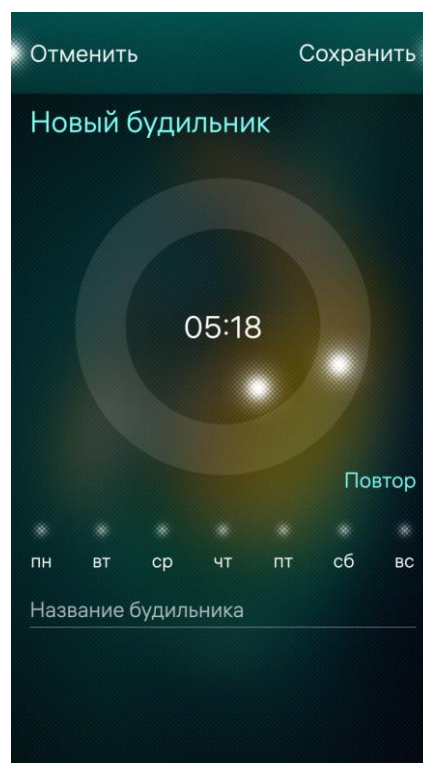 Отменить Сохранить
Новый будильник
05:18
Повтор
пн вт ср чт пт сб вс
Название будильника